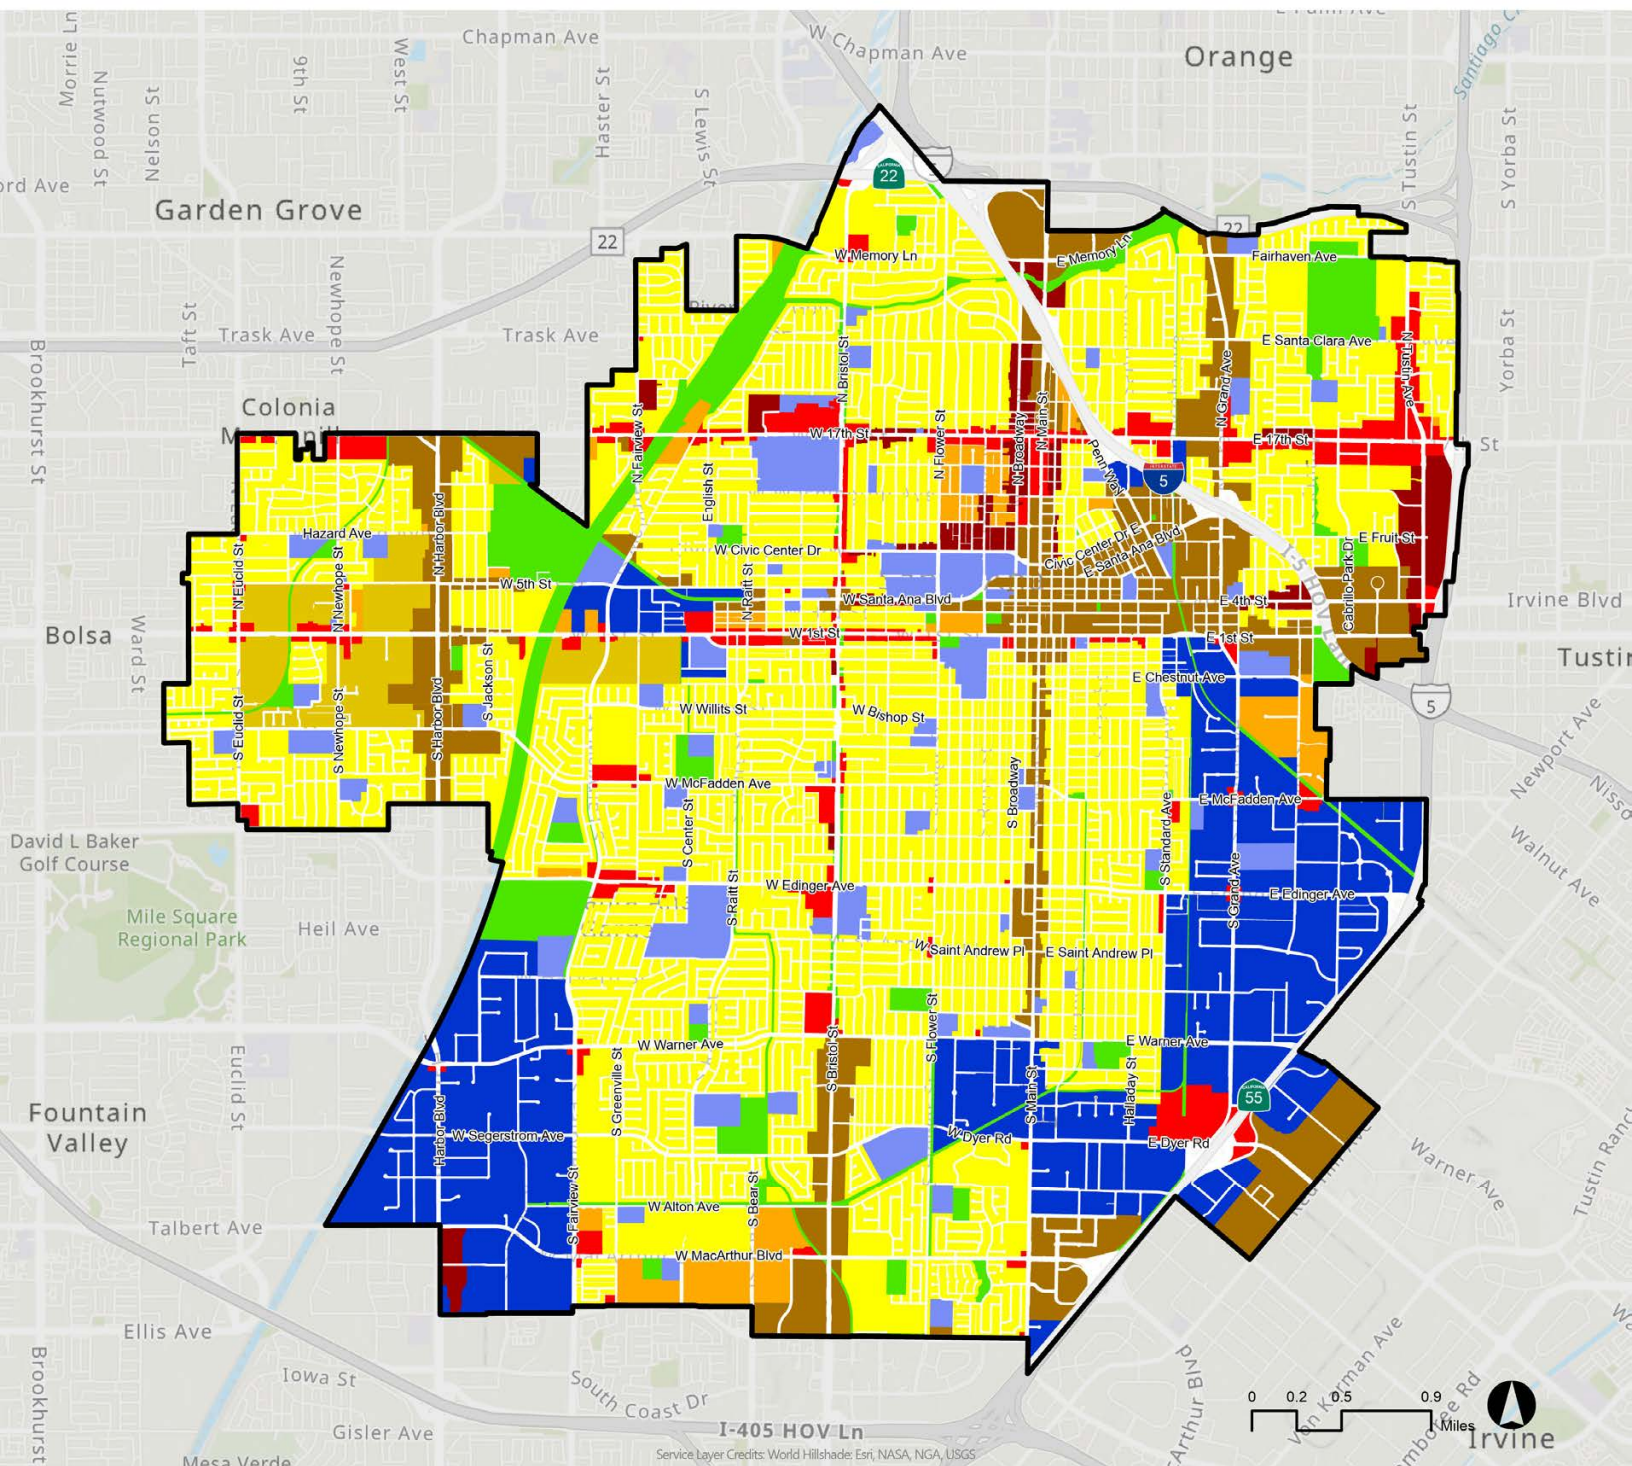 Chapman Ave
W Chapman Ave
Orange
Santiago
Morrie Ln
Nutwood St
Nelson St
9th St
West St
Haster St
S Lewis St
S Tustin St
S Yorba St
22
Garden Grove
22
22
W Memory Ln
E Memory Ln
Fairhaven Ave
Newhope St
Taft St
Trask Ave
Trask Ave
E Santa Clara Ave
N Tustin Ave
Yorba St
Brookhurst St
N Bristol St
N Grand Ave
Colonia
N Fairview St
N Flower St
N Broadway
N Main St
W 17th St
E 17th St
St
Penn Way
5
English St
N Harbor Blvd
Hazard Ave
W Civic Center Dr
Civic Center Dr E
E Santa Ana Blvd
E Fruit St
Cabrillo Park Dr
I-5 HOV Lan
N Euclid St
N Newhope St
W 5th St
N Raitt St
W Santa Ana Blvd
E 4th St
Irvine Blvd
Bolsa
Ward St
W 1st St
E 1st St
Tustin
S Jackson St
E Chestnut Ave
S Euclid St
S Newhope St
S Harbor Blvd
W Willits St
W Bishop St
5
Newport Ave
S Broadway
W McFadden Ave
E McFadden Ave
S Center St
S Standard Ave
Walnut Ave
David L Baker
Golf Course
S Raitt St
W Edinger Ave
S Grand Ave
E Edinger Ave
Mile Square
Regional Park
Heil Ave
W Saint Andrew Pl
E Saint Andrew Pl
S Flower St
Euclid St
S Greenville St
W Warner Ave
S Bristol St
S Main St
E Warner Ave
Halladay St
55
Fountain
Valley
Harbor Blvd
W Segerstrom Ave
W Dyer Rd
E Dyer Rd
Warner Ave
Tustin Ranc
Talbert Ave
S Fairview St
W Alton Ave
S Bear St
W MacArthur Blvd
Ellis Ave
Brookhurst
Iowa St
South Coast Dr
Gisler Ave
I-405 HOV Ln
Von Karman Ave
0 0.2 0.5 0.9
Miles
Irvine
Mesa Verde
Service Layer Credits: World Hillshade: Esri, NASA, NGA, USGS